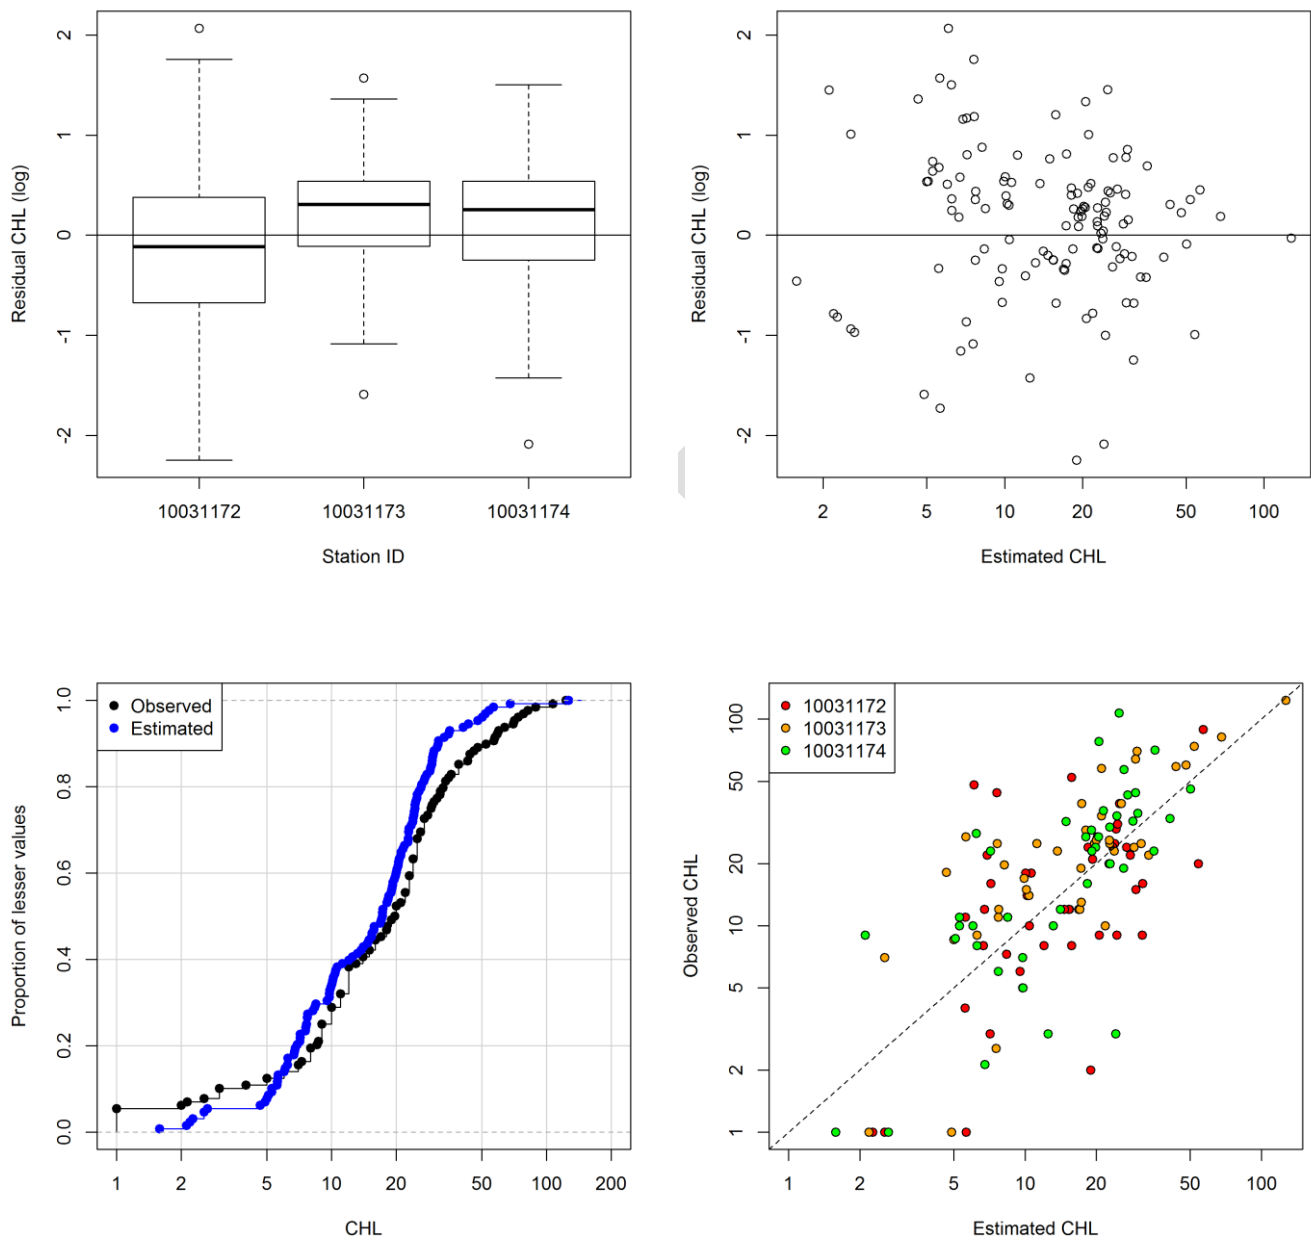 Residual CHL (log)
2
1
0
-1
-2
10031172 10031173 10031174
Station ID
Residual CHL (log)
2
1
0
-1
-2
2 5 10 20 50 100
Estimated CHL
Proportion of lesser values
1.0
0.8
0.6
0.4
0.2
0.0
Observed
Estimated
1 2 5 10 20 50 100 200
CHL
Observed CHL
100
50
20
10
5
2
1
10031172
10031173
10031174
1 2 5 10 20 50 100
Estimated CHL